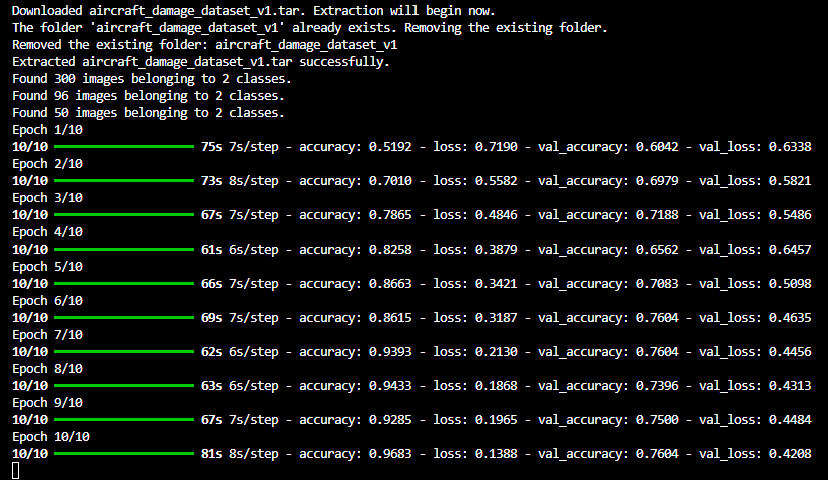 Downloaded aircraft_damage_dataset_v1.tar. Extraction will begin now.
The folder 'aircraft_damage_dataset_v1' already exists. Removing the existing folder.
Removed the existing folder: aircraft_damage_dataset_v1
Extracted aircraft_damage_dataset_v1.tar successfully.
Found 300 images belonging to 2 classes.
Found 96 images belonging to 2 classes.
Found 50 images belonging to 2 classes.
Epoch 1/10
10/10 75s 7s/step - accuracy: 0.5192 - loss: 0.7190 - val_accuracy: 0.6042 - val_loss: 0.6338
Epoch 2/10
10/10 73s 8s/step - accuracy: 0.7010 - loss: 0.5582 - val_accuracy: 0.6979 - val_loss: 0.5821
Epoch 3/10
10/10 67s 7s/step - accuracy: 0.7865 - loss: 0.4846 - val_accuracy: 0.7188 - val_loss: 0.5486
Epoch 4/10
10/10 61s 6s/step - accuracy: 0.8258 - loss: 0.3879 - val_accuracy: 0.6562 - val_loss: 0.6457
Epoch 5/10
10/10 66s 7s/step - accuracy: 0.8663 - loss: 0.3421 - val_accuracy: 0.7083 - val_loss: 0.5098
Epoch 6/10
10/10 69s 7s/step - accuracy: 0.8615 - loss: 0.3187 - val_accuracy: 0.7604 - val_loss: 0.4635
Epoch 7/10
10/10 62s 6s/step - accuracy: 0.9393 - loss: 0.2130 - val_accuracy: 0.7604 - val_loss: 0.4456
Epoch 8/10
10/10 63s 6s/step - accuracy: 0.9433 - loss: 0.1868 - val_accuracy: 0.7396 - val_loss: 0.4313
Epoch 9/10
10/10 67s 7s/step - accuracy: 0.9285 - loss: 0.1965 - val_accuracy: 0.7500 - val_loss: 0.4484
Epoch 10/10
10/10 81s 8s/step - accuracy: 0.9683 - loss: 0.1388 - val_accuracy: 0.7604 - val_loss: 0.4208